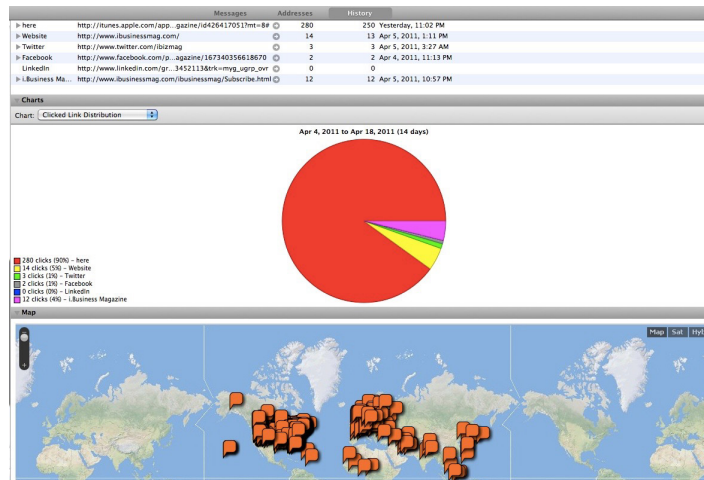 Messages Addresses History
here http://itunes.apple.com/app...gazine/id426417051?mt=8# 280 250 Yesterday, 11:02 PM
Website http://www.ibusinessmag.com/ 14 13 Apr 5, 2011, 1:11 PM
Twitter http://www.twitter.com/ibizmag 3 3 Apr 5, 2011, 3:27 AM
Facebook http://www.facebook.com/p...agazine/167340356618670 2 2 Apr 4, 2011, 11:13 PM
LinkedIn http://www.linkedin.com/gr...3452113&trk=myg_ugrp_ovr 0 0
i.Business Ma... http://www.ibusinessmag.com/ibusinessmag/Subscribe.html 12 12 Apr 5, 2011, 10:57 PM
Charts
Chart: Clicked Link Distribution
Apr 4, 2011 to Apr 18, 2011 (14 days)
280 clicks (90%) - here
14 clicks (5%) - Website
3 clicks (1%) - Twitter
2 clicks (1%) - Facebook
0 clicks (0%) - LinkedIn
12 clicks (4%) - i.Business Magazine
Map
Map Sat Hyb